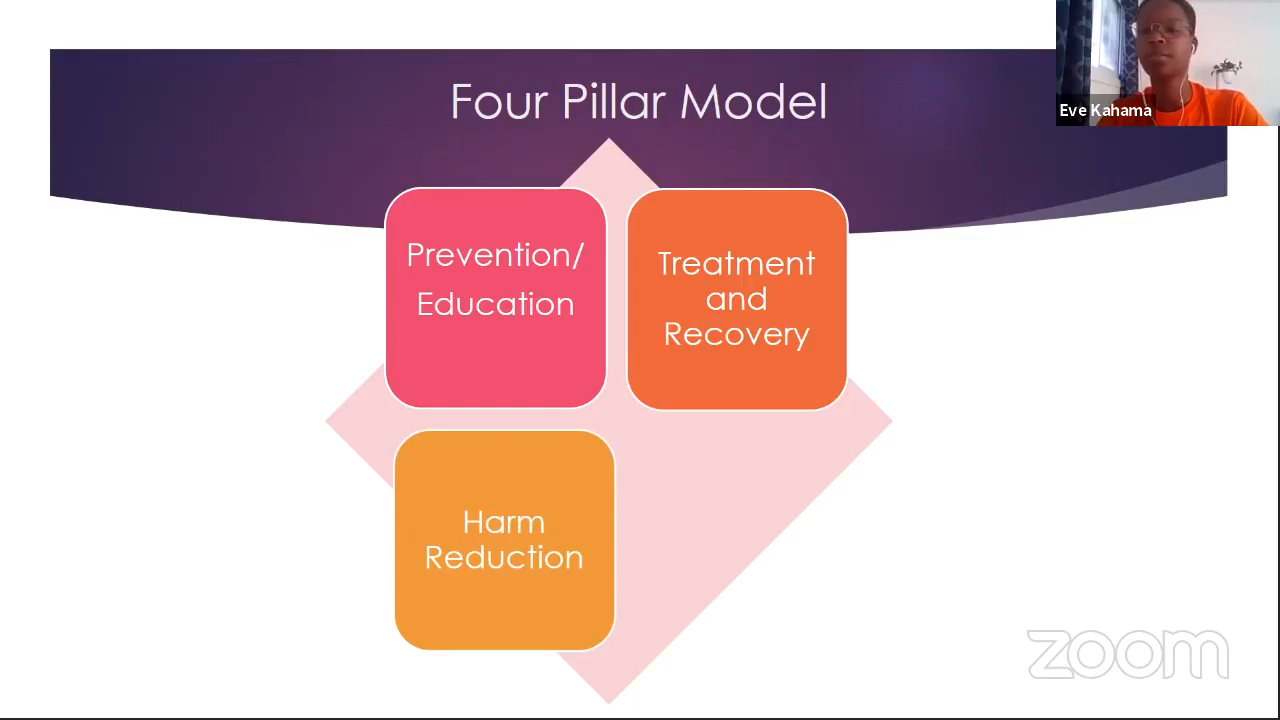 Four Pillar Model
Eve Kahama
Prevention/
Education
Treatment
and
Recovery
Harm
Reduction
zoom